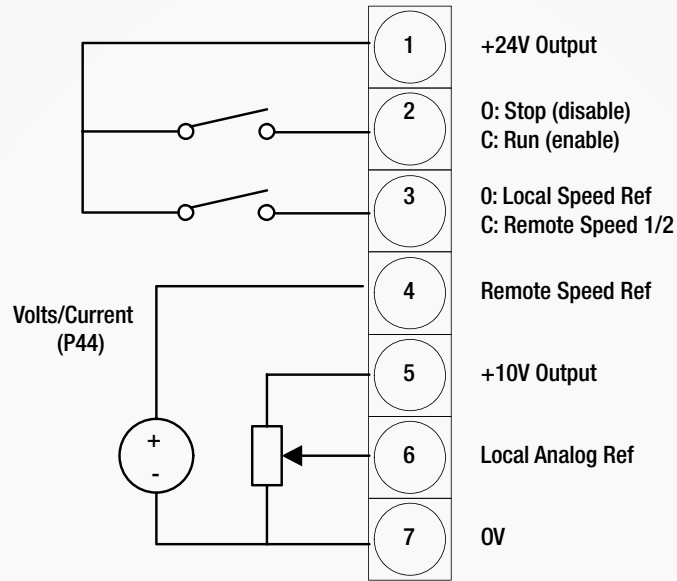 1 +24V Output
2 O: Stop (disable)
C: Run (enable)
3 O: Local Speed Ref
C: Remote Speed 1/2
4 Remote Speed Ref
Volts/Current
(P44)
5 +10V Output
+
-
6 Local Analog Ref
7 0V